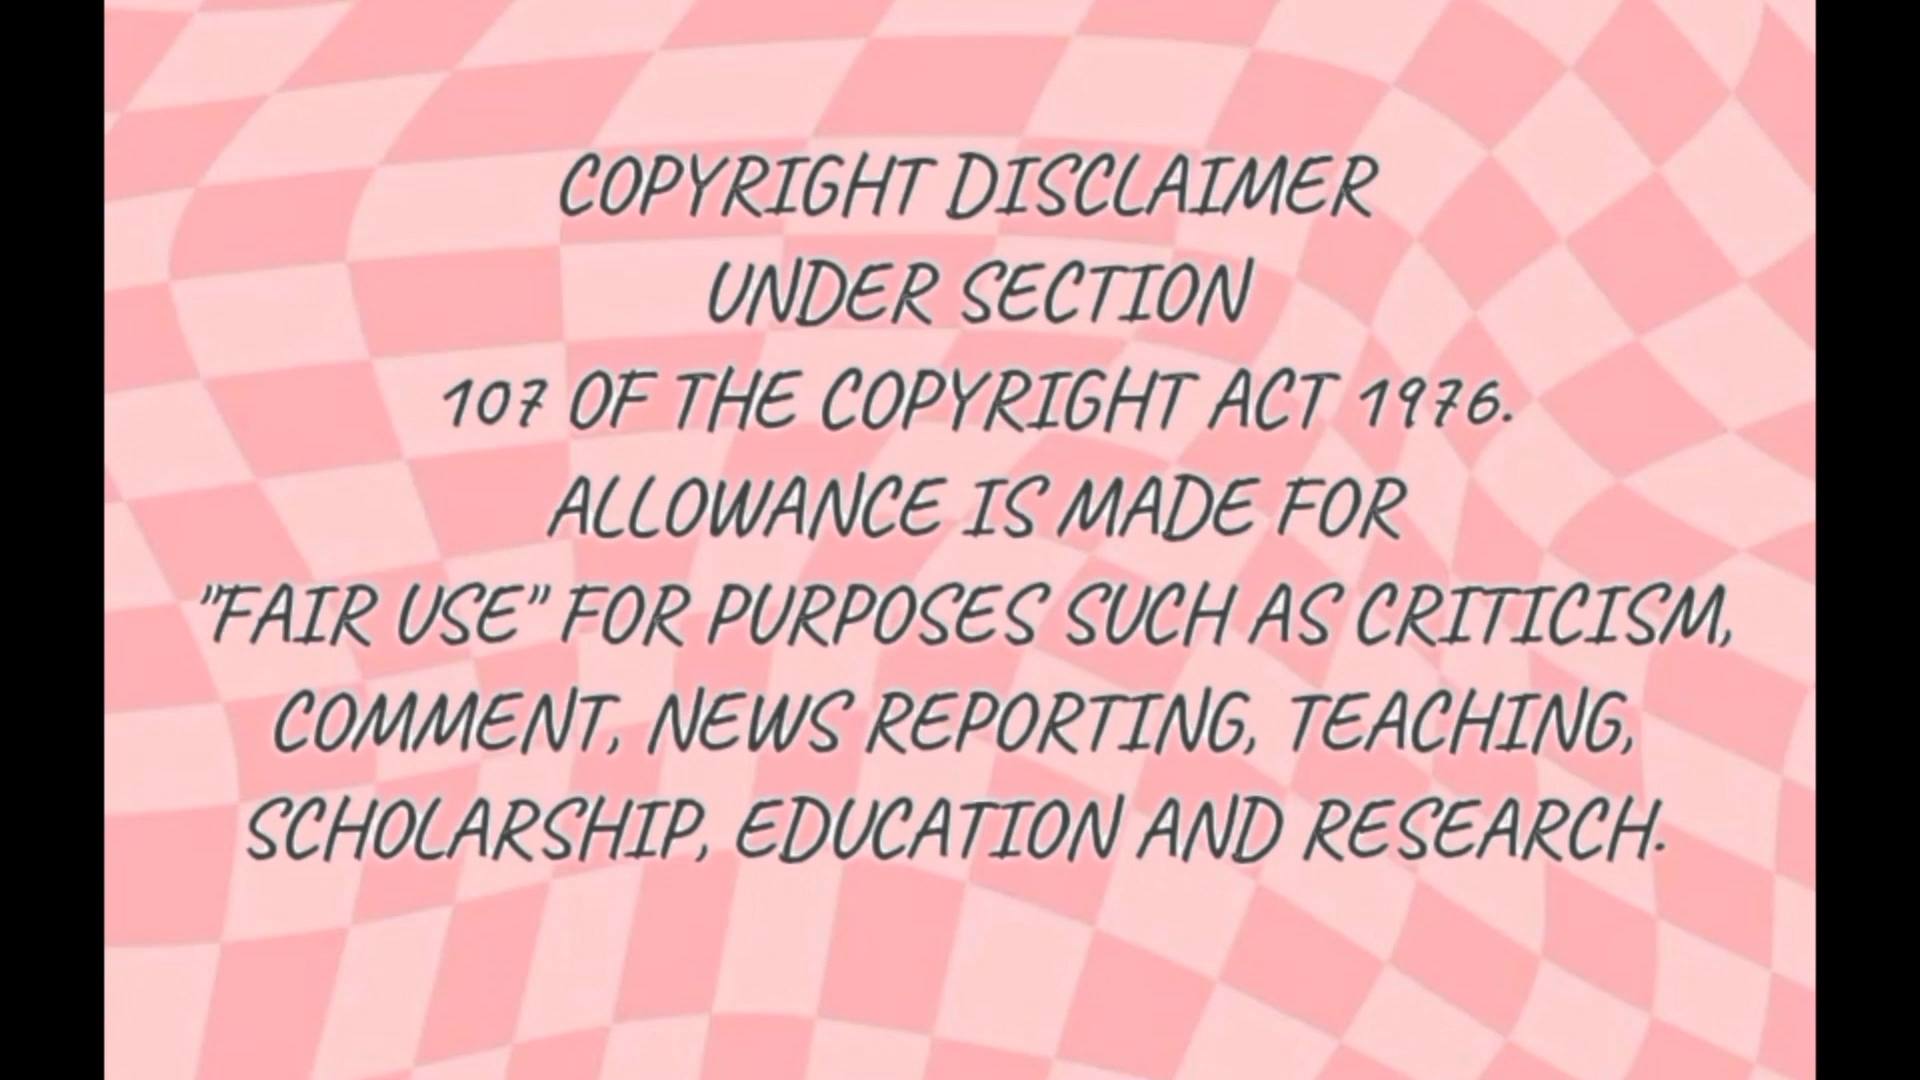 COPYRIGHT DISCLAIMER
UNDER SECTION
107 OF THE COPYRIGHT ACT 1976.
ALLOWANCE IS MADE FOR
"FAIR USE" FOR PURPOSES SUCH AS CRITICISM,
COMMENT, NEWS REPORTING, TEACHING,
SCHOLARSHIP, EDUCATION AND RESEARCH.